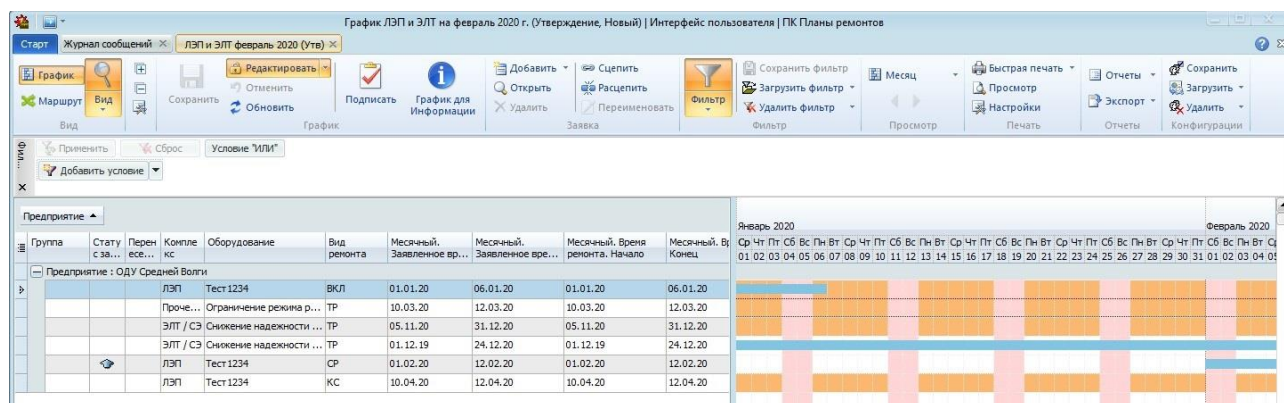 График ЛЭП и ЭЛТ на февраль 2020 г. (Утверждение, Новый) | Интерфейс пользователя | ПК Планы ремонтов
Старт Журнал сообщений ЛЭП и ЭЛТ февраль 2020 (Утв)
График Вид Сохранить Редактировать Подписать График для Информации Добавить Сцепить Фильтр Сохранить фильтр Месяц Быстрая печать Отчеты Сохранить
Маршрут Отменить Открыть Расцепить Загрузить фильтр Просмотр Экспорт Загрузить
Обновить Удалить Переименовать Удалить фильтр Настройки Удалить
Вид График Заявка Фильтр Просмотр Печать Отчеты Конфигурации
Фил... Применить Сброс Условие "ИЛИ"
Добавить условие
Предприятие
Январь 2020 Февраль 2020
Группа Стату с за... Перен есе... Компле кс Оборудование Вид ремонта Месячный. Заявленное вр... Месячный. Заявленное вре... Месячный. Время ремонта. Начало Месячный. Вр Конец
Ср Чт Пт Сб Вс Пн Вт Ср Чт Пт Сб Вс Пн Вт Ср Чт Пт Сб Вс Пн Вт Ср Чт Пт Сб Вс Пн Вт Ср Чт Пт Сб Вс Пн Вт Ср
01 02 03 04 05 06 07 08 09 10 11 12 13 14 15 16 17 18 19 20 21 22 23 24 25 26 27 28 29 30 31 01 02 03 04 05
Предприятие : ОДУ Средней Волги
ЛЭП Тест1234 ВКЛ 01.01.20 06.01.20 01.01.20 06.01.20
Проче... Ограничение режима р... ТР 10.03.20 12.03.20 10.03.20 12.03.20
ЭЛТ / СЭ Снижение надежности ... ТР 05.11.20 31.12.20 05.11.20 31.12.20
ЭЛТ / СЭ Снижение надежности ... ТР 01.12.19 24.12.20 01.12.19 24.12.20
ЛЭП Тест1234 СР 01.02.20 12.02.20 01.02.20 12.02.20
ЛЭП Тест1234 КС 10.04.20 12.04.20 10.04.20 12.04.20